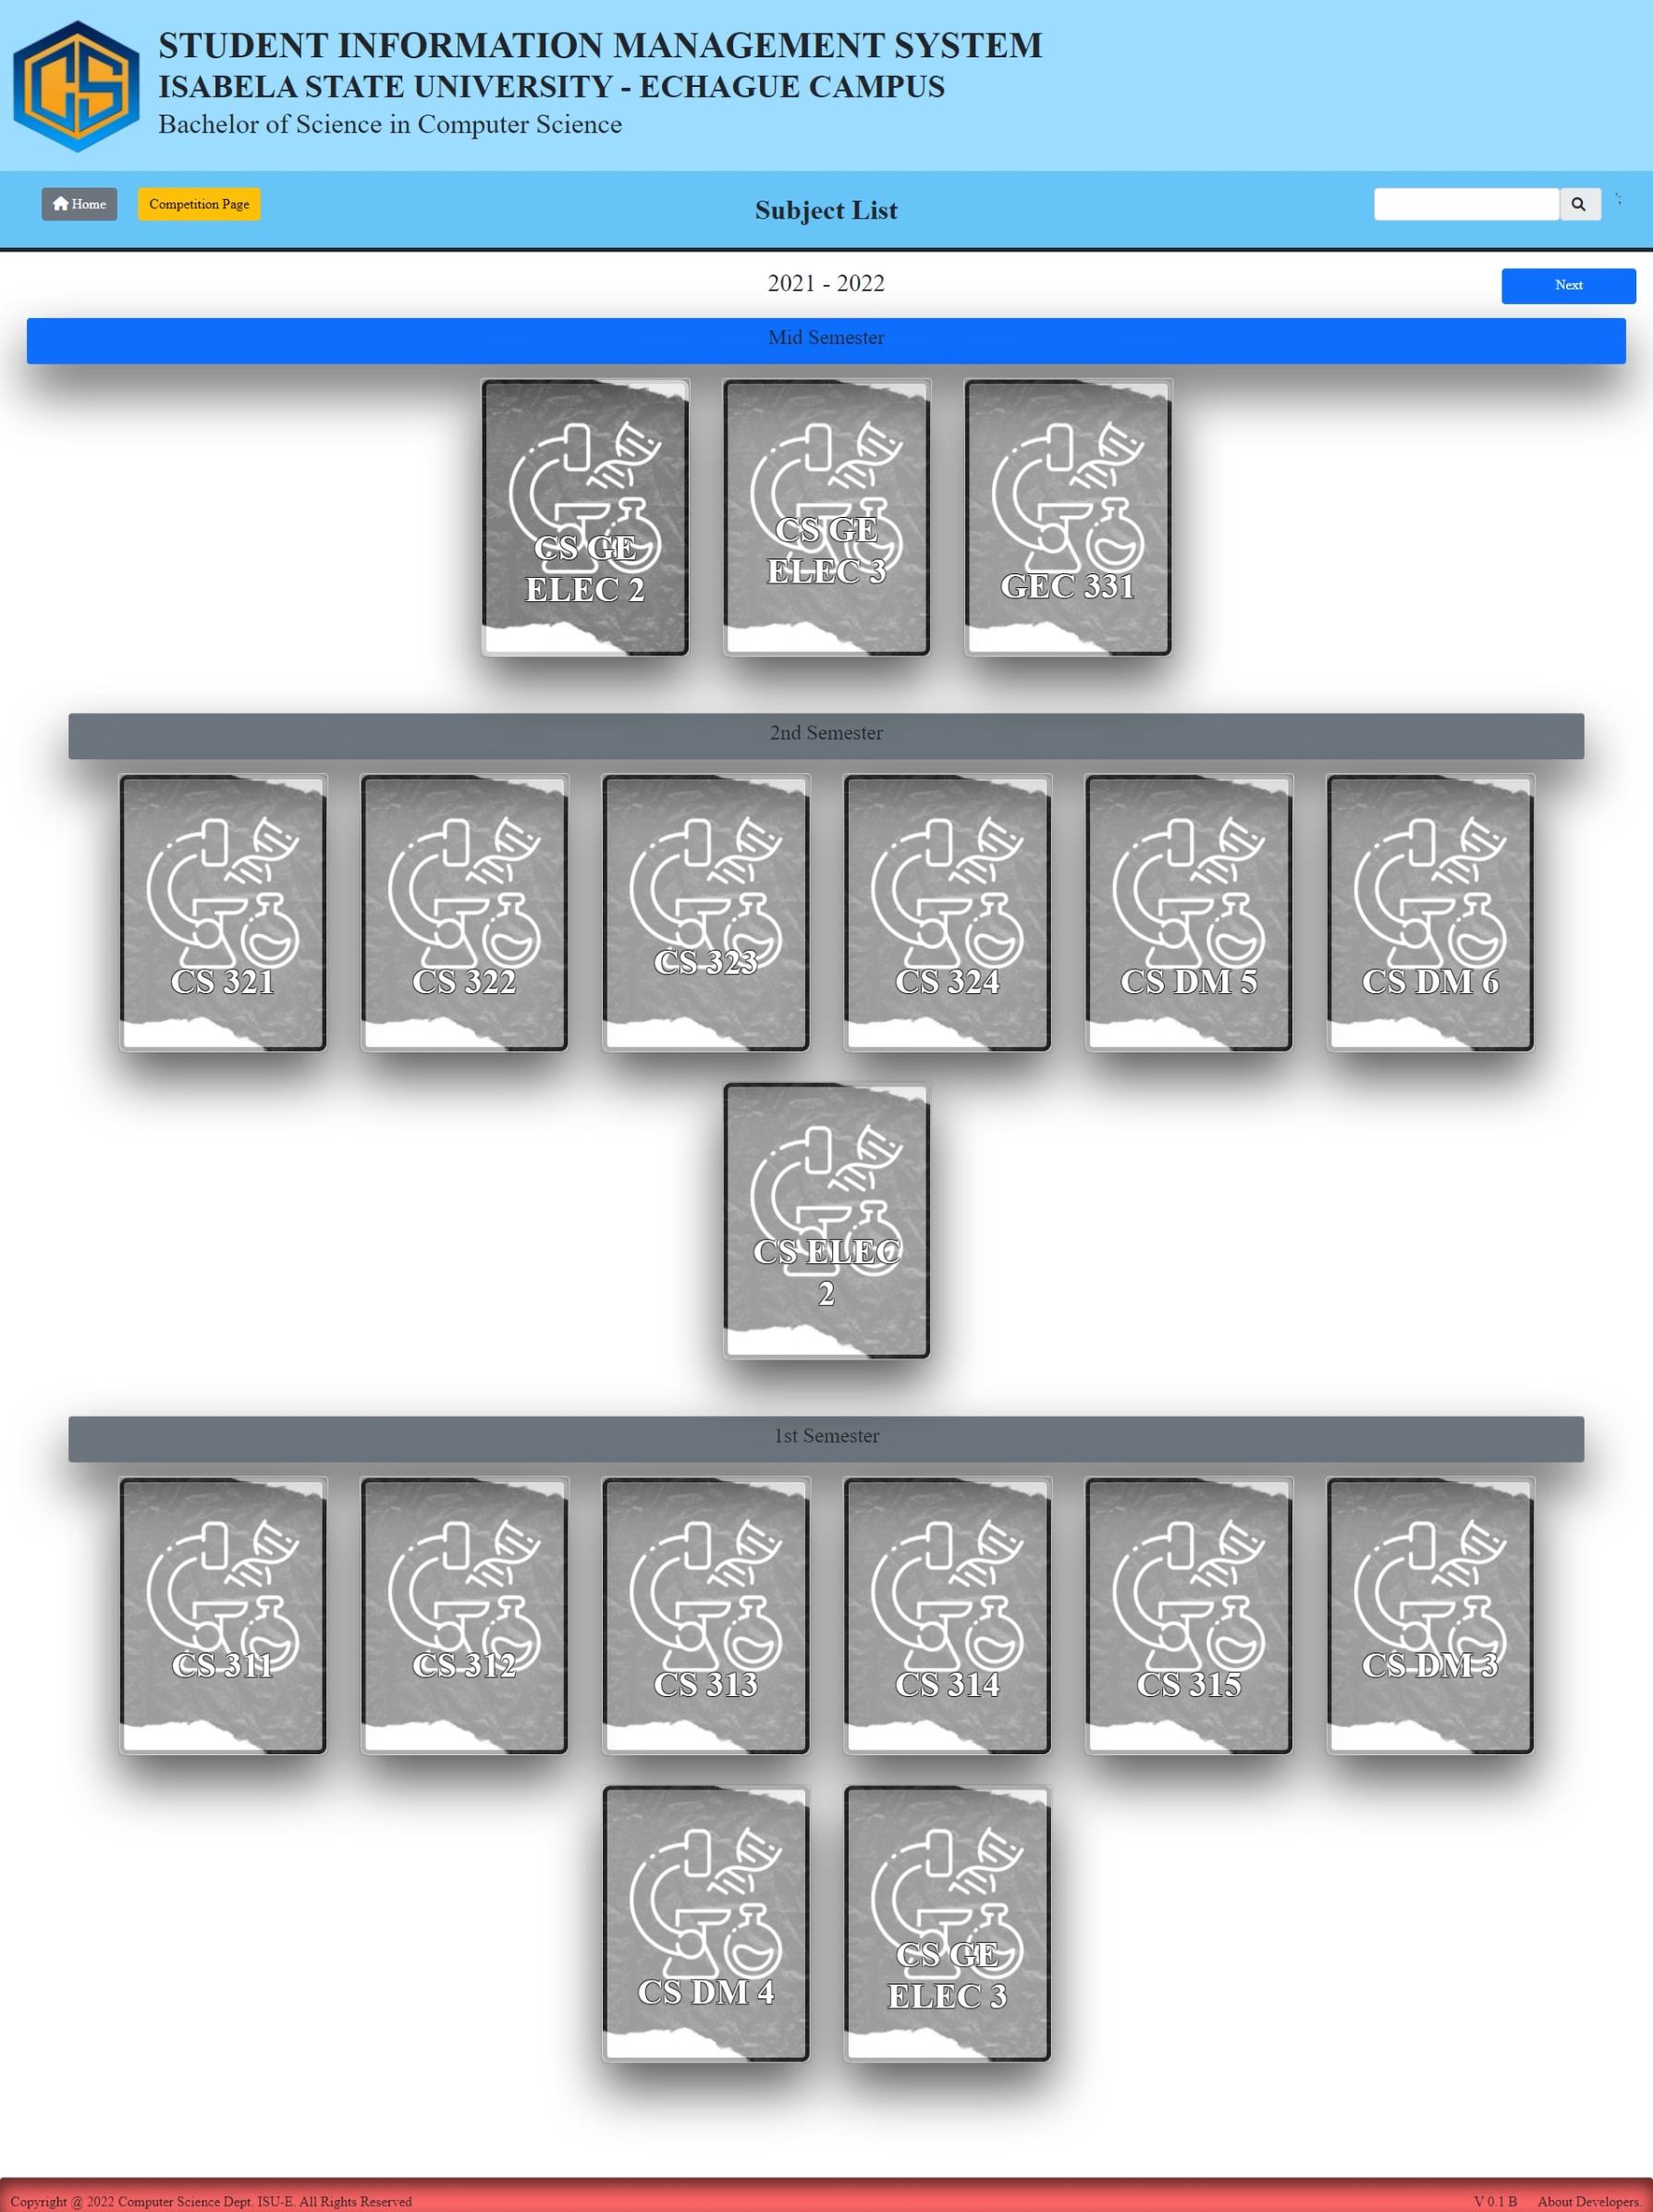 CS
STUDENT INFORMATION MANAGEMENT SYSTEM
ISABELA STATE UNIVERSITY - ECHAGUE CAMPUS
Bachelor of Science in Computer Science
Home
Competition Page
Subject List
';
2021 - 2022
Next
Mid Semester
CS GE
ELEC 2
CS GE
ELEC 3
GEC 331
2nd Semester
CS 321
CS 322
CS 323
CS 324
CS DM 5
CS DM 6
CS ELEC
2
1st Semester
CS 311
CS 312
CS 313
CS 314
CS 315
CS DM 3
CS DM 4
CS GE
ELEC 3
Copyright @ 2022 Computer Science Dept. ISU-E. All Rights Reserved
V 0.1 B
About Developers.